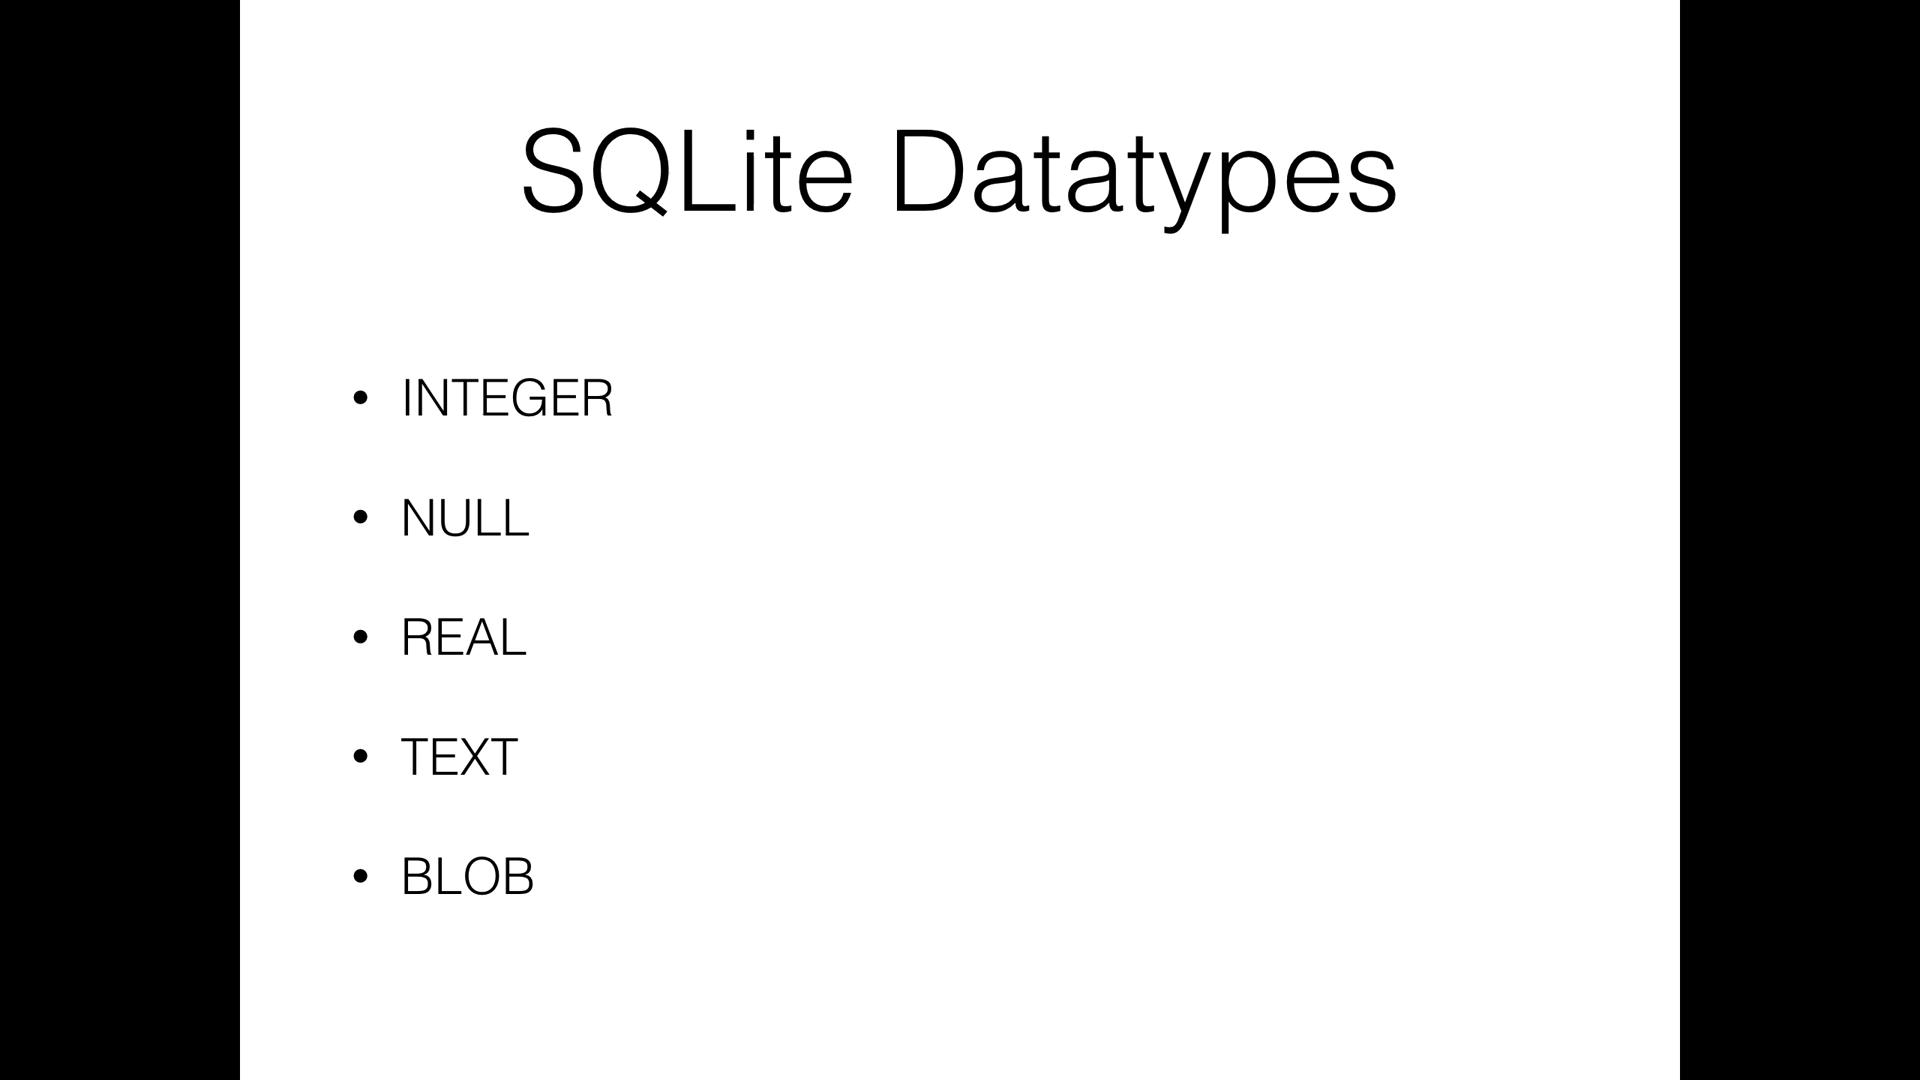 SQLite Datatypes
• INTEGER
• NULL
• REAL
• TEXT
• BLOB